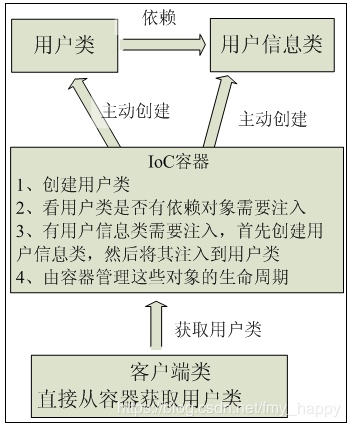 依赖
用户类
用户信息类
主动创建
主动创建
IoC容器
1、创建用户类
2、看用户类是否有依赖对象需要注入
3、有用户信息类需要注入，首先创建用
户信息类，然后将其注入到用户类
4、由容器管理这些对象的生命周期
获取用户类
客户端类
直接从容器获取用户类
https://blog.csdn.net/my_happy